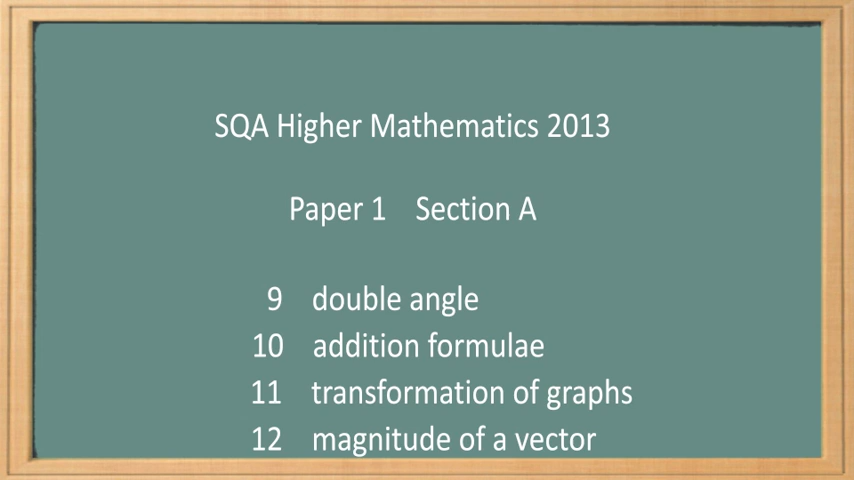 SQA Higher Mathematics 2013
Paper 1 Section A
9 double angle
10 addition formulae
11 transformation of graphs
12 magnitude of a vector